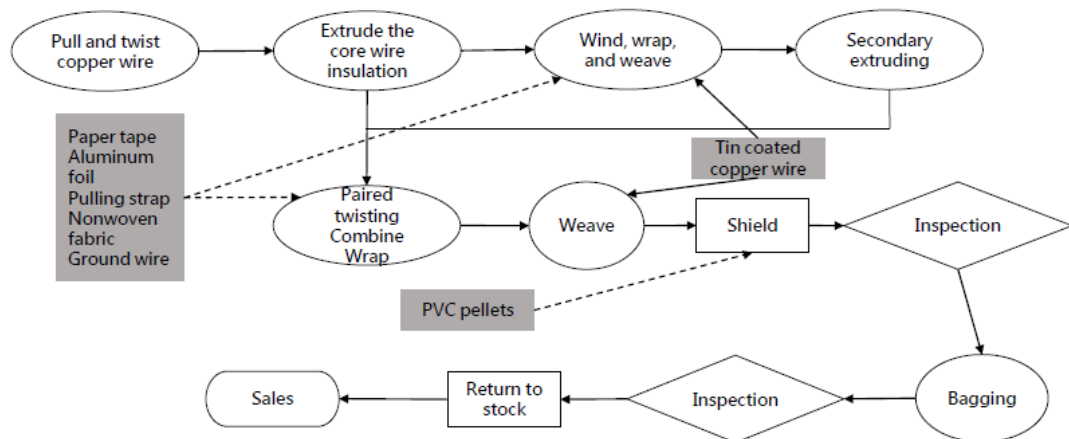 Pull and twist
copper wire
Extrude the
core wire
insulation
Wind, wrap,
and weave
Secondary
extruding
Paper tape
Aluminum
foil
Pulling strap
Nonwoven
fabric
Ground wire
Tin coated
copper wire
Paired
twisting
Combine
Wrap
Weave
Shield
Inspection
PVC pellets
Sales
Return to
stock
Inspection
Bagging